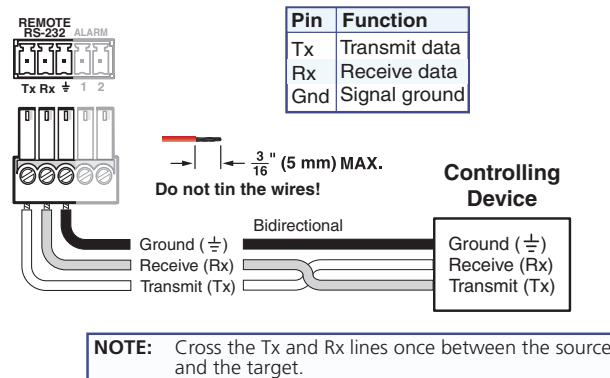 REMOTE
RS-232 ALARM
Tx Rx ⏚ 1 2
Pin Function
Tx Transmit data
Rx Receive data
Gnd Signal ground
3/16" (5 mm) MAX.
Do not tin the wires!
Controlling
Device
Bidirectional
Ground (⏚)
Receive (Rx)
Transmit (Tx)
Ground (⏚)
Receive (Rx)
Transmit (Tx)
NOTE: Cross the Tx and Rx lines once between the source
and the target.